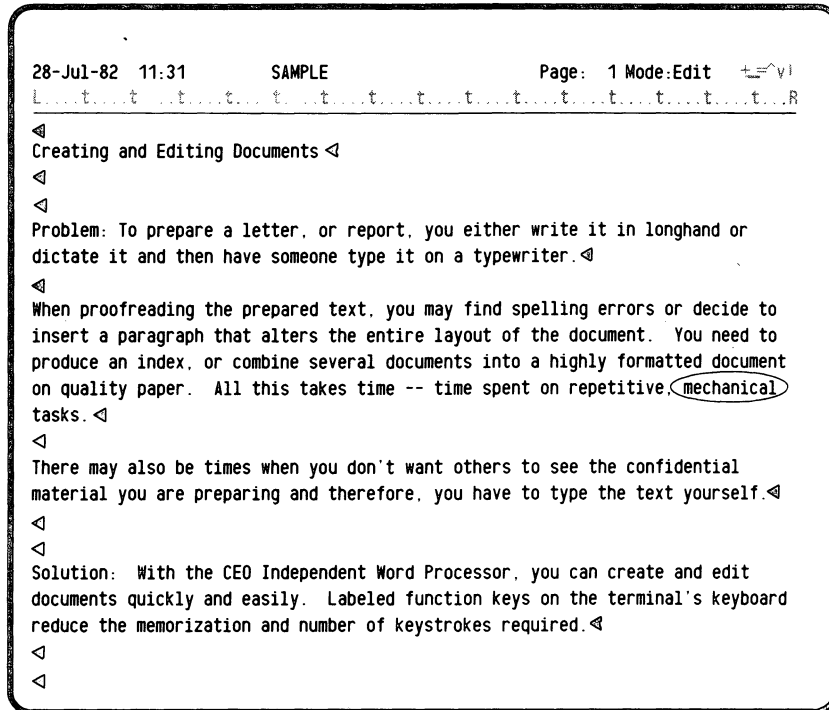 28-Jul-82 11:31 SAMPLE Page: 1 Mode:Edit +_=^v|
L....t....t ..t....t... t. ..t....t....t....t....t....t....t....t....t....t...R
◁
Creating and Editing Documents ◁
◁
◁
Problem: To prepare a letter, or report, you either write it in longhand or
dictate it and then have someone type it on a typewriter.◁
◁
When proofreading the prepared text, you may find spelling errors or decide to
insert a paragraph that alters the entire layout of the document. You need to
produce an index, or combine several documents into a highly formatted document
on quality paper. All this takes time -- time spent on repetitive, mechanical
tasks. ◁
◁
There may also be times when you don't want others to see the confidential
material you are preparing and therefore, you have to type the text yourself.◁
◁
◁
Solution: With the CEO Independent Word Processor, you can create and edit
documents quickly and easily. Labeled function keys on the terminal's keyboard
reduce the memorization and number of keystrokes required.◁
◁
◁